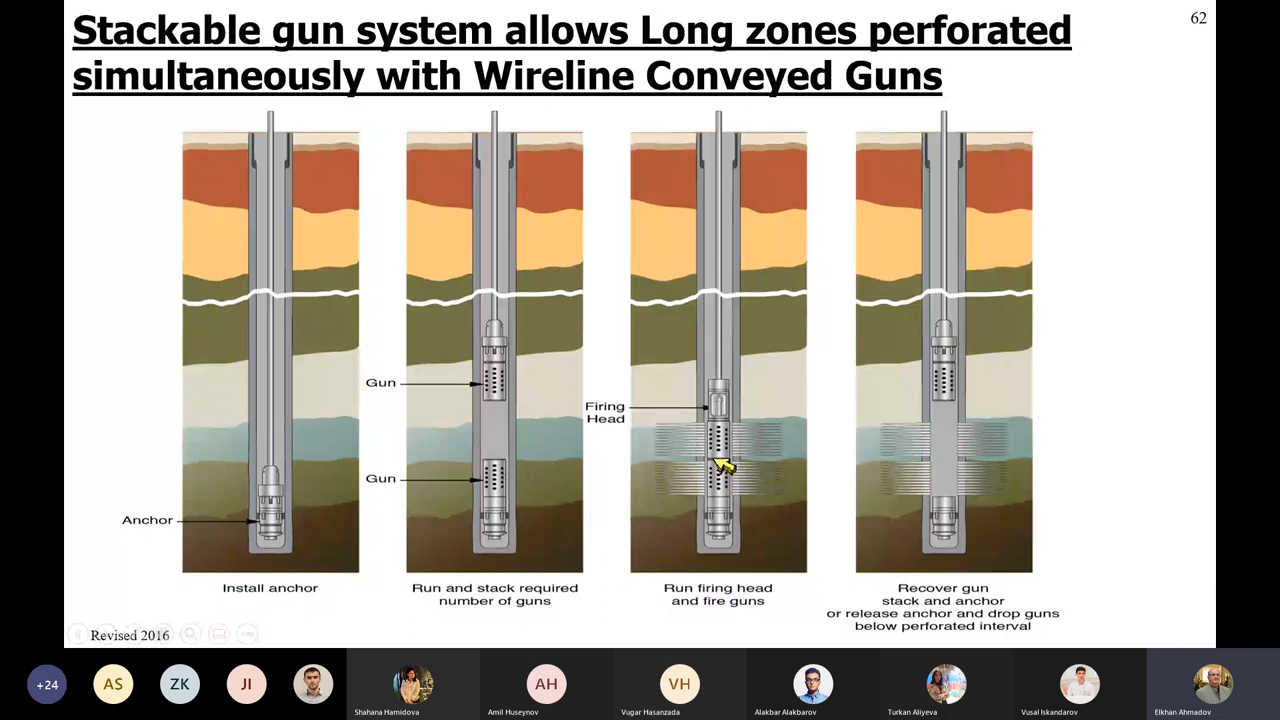 Stackable gun system allows Long zones perforated
simultaneously with Wireline Conveyed Guns
62
Gun
Firing
Head
Gun
Anchor
Install anchor
Run and stack required
number of guns
Run firing head
and fire guns
Recover gun
stack and anchor
or release anchor and drop guns
below perforated interval
Revised 2016
+24
AS
ZK
JI
Shahana Hamidova
AH
Amil Huseynov
VH
Vugar Hasanzada
Alakbar Alakbarov
Turkan Aliyeva
Vusal Iskandarov
Elkhan Ahmadov